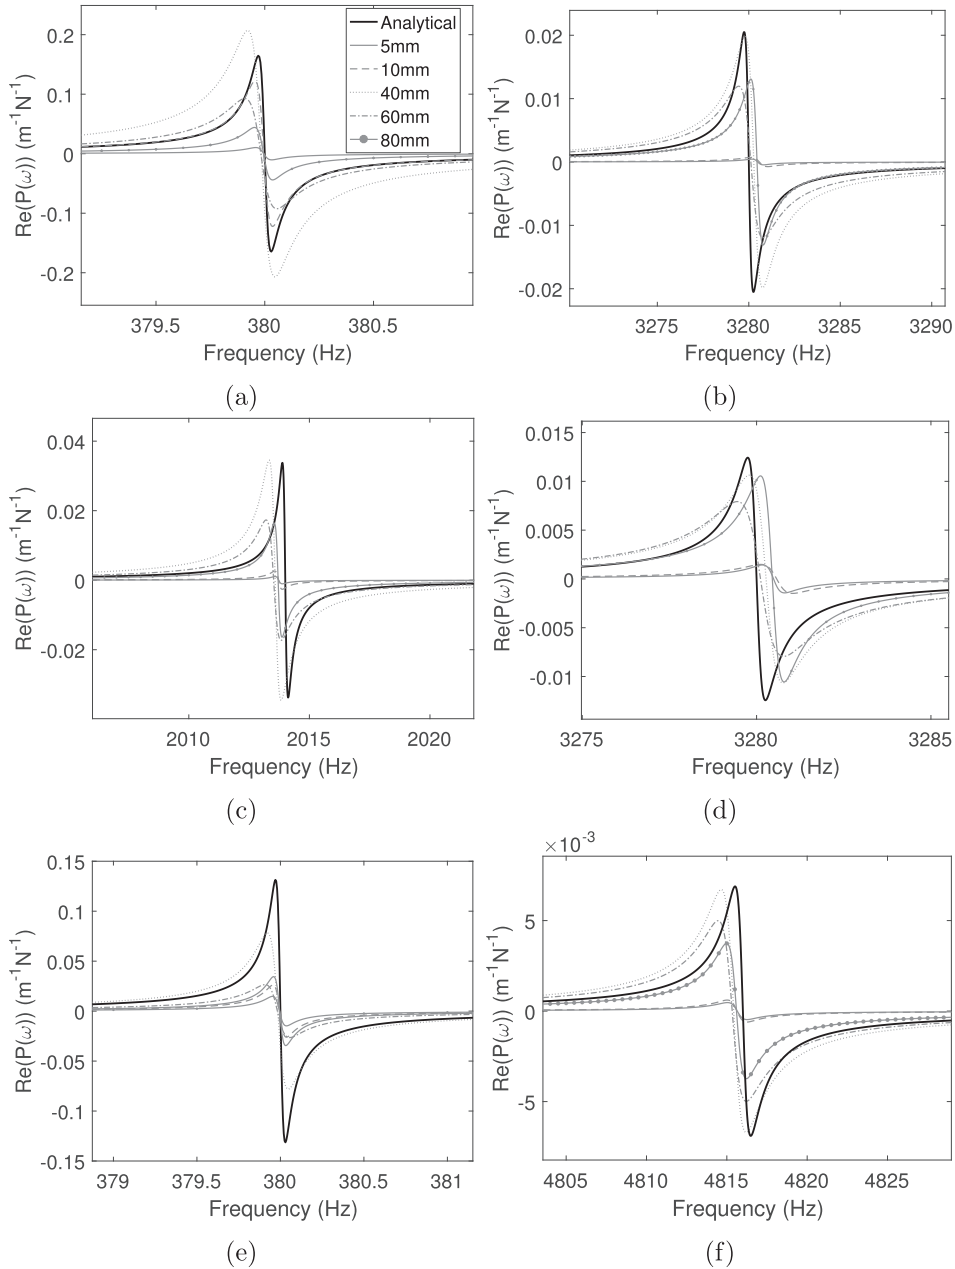 0.2
0.1
0
-0.1
-0.2
Re(P(ω)) (m⁻¹N⁻¹)
379.5 380 380.5
Frequency (Hz)
Analytical
5mm
10mm
40mm
60mm
80mm
(a)
0.02
0.01
0
-0.01
-0.02
Re(P(ω)) (m⁻¹N⁻¹)
3275 3280 3285 3290
Frequency (Hz)
(b)
0.04
0.02
0
-0.02
Re(P(ω)) (m⁻¹N⁻¹)
2010 2015 2020
Frequency (Hz)
(c)
0.015
0.01
0.005
0
-0.005
-0.01
Re(P(ω)) (m⁻¹N⁻¹)
3275 3280 3285
Frequency (Hz)
(d)
0.15
0.1
0.05
0
-0.05
-0.1
-0.15
Re(P(ω)) (m⁻¹N⁻¹)
379 379.5 380 380.5 381
Frequency (Hz)
(e)
×10⁻³
5
0
-5
Re(P(ω)) (m⁻¹N⁻¹)
4805 4810 4815 4820 4825
Frequency (Hz)
(f)